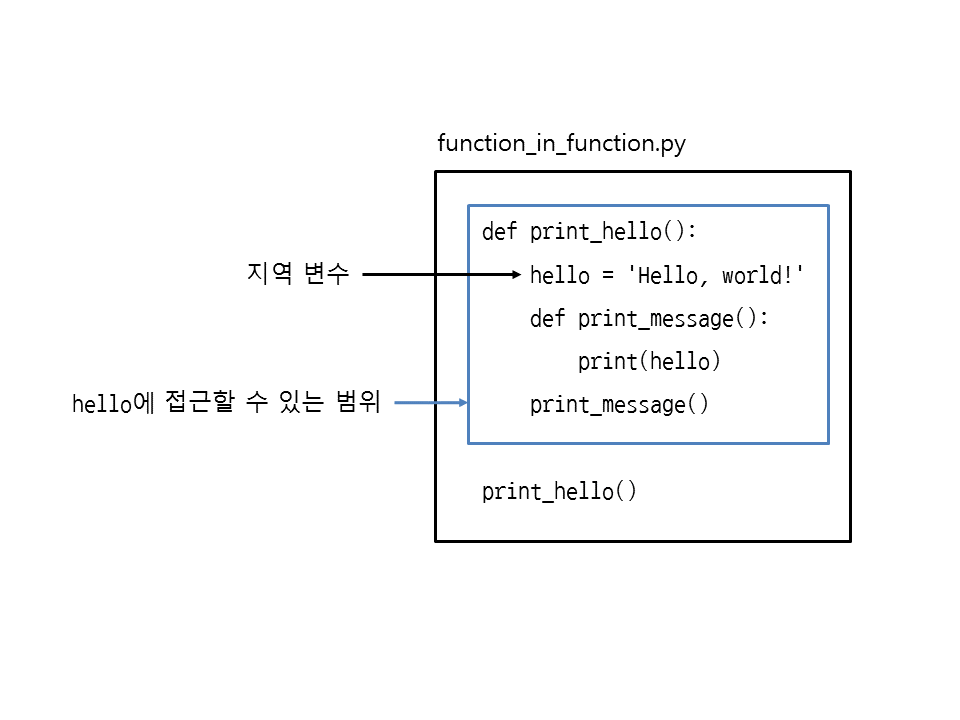 function_in_function.py
def print_hello():
지역 변수
hello = 'Hello, world!'
def print_message():
print(hello)
hello에 접근할 수 있는 범위
print_message()
print_hello()